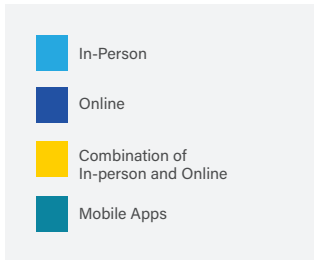 In-Person
Online
Combination of
In-person and Online
Mobile Apps